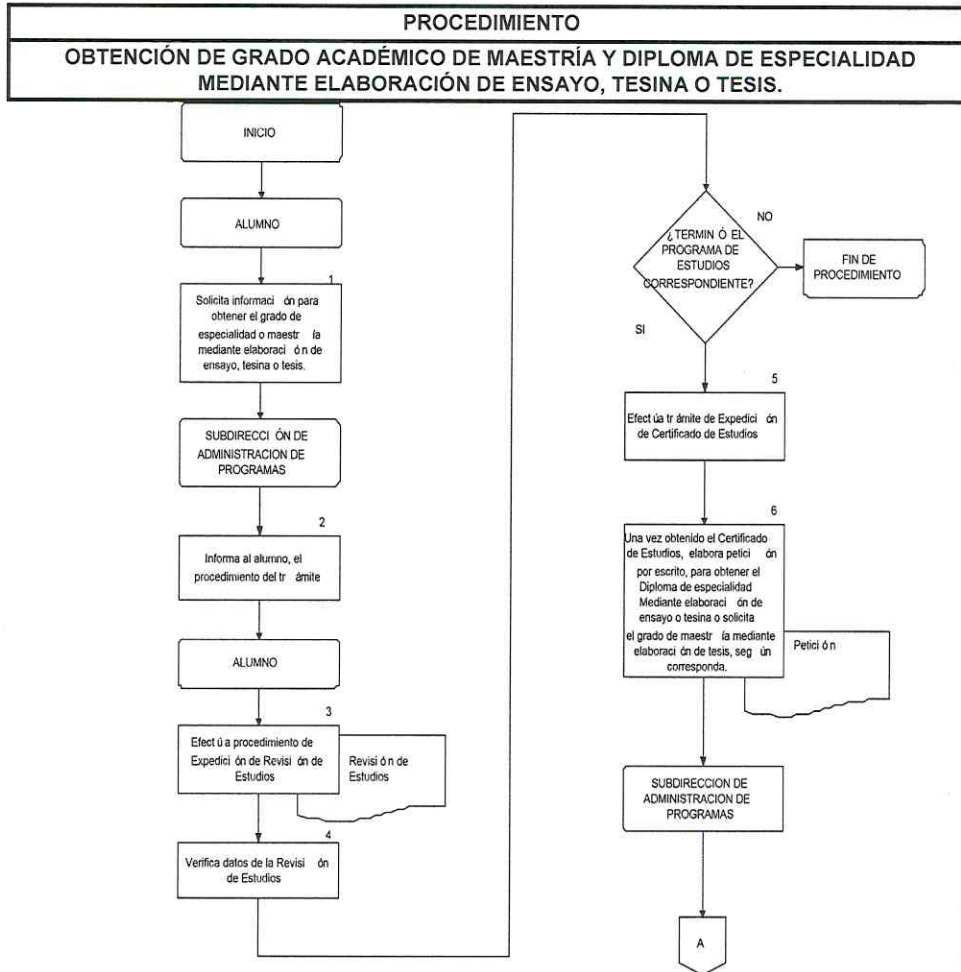 PROCEDIMIENTO
OBTENCIÓN DE GRADO ACADÉMICO DE MAESTRÍA Y DIPLOMA DE ESPECIALIDAD
MEDIANTE ELABORACIÓN DE ENSAYO, TESINA O TESIS.
INICIO
ALUMNO
1
Solicita informaci ón para
obtener el grado de
especialidad o maestr ía
mediante elaboraci ón de
ensayo, tesina o tesis.
SUBDIRECCI ÓN DE
ADMINISTRACION DE
PROGRAMAS
2
Informa al alumno, el
procedimiento del tr ámite
ALUMNO
3
Efect ú a procedimiento de
Expedici ón de Revisi ón de
Estudios
Revisi ó n de
Estudios
4
Verifica datos de la Revisi ón
de Estudios
¿TERMIN Ó EL
PROGRAMA DE
ESTUDIOS
CORRESPONDIENTE?
NO
FIN DE
PROCEDIMIENTO
SI
5
Efect úa tr ámite de Expedici ón
de Certificado de Estudios
6
Una vez obtenido el Certificado
de Estudios, elabora petici ón
por escrito, para obtener el
Diploma de especialidad
Mediante elaboraci ón de
ensayo o tesina o solicita
el grado de maestr ía mediante
elaboraci ón de tesis, seg ún
corresponda.
Petici ó n
SUBDIRECCION DE
ADMINISTRACION DE
PROGRAMAS
A